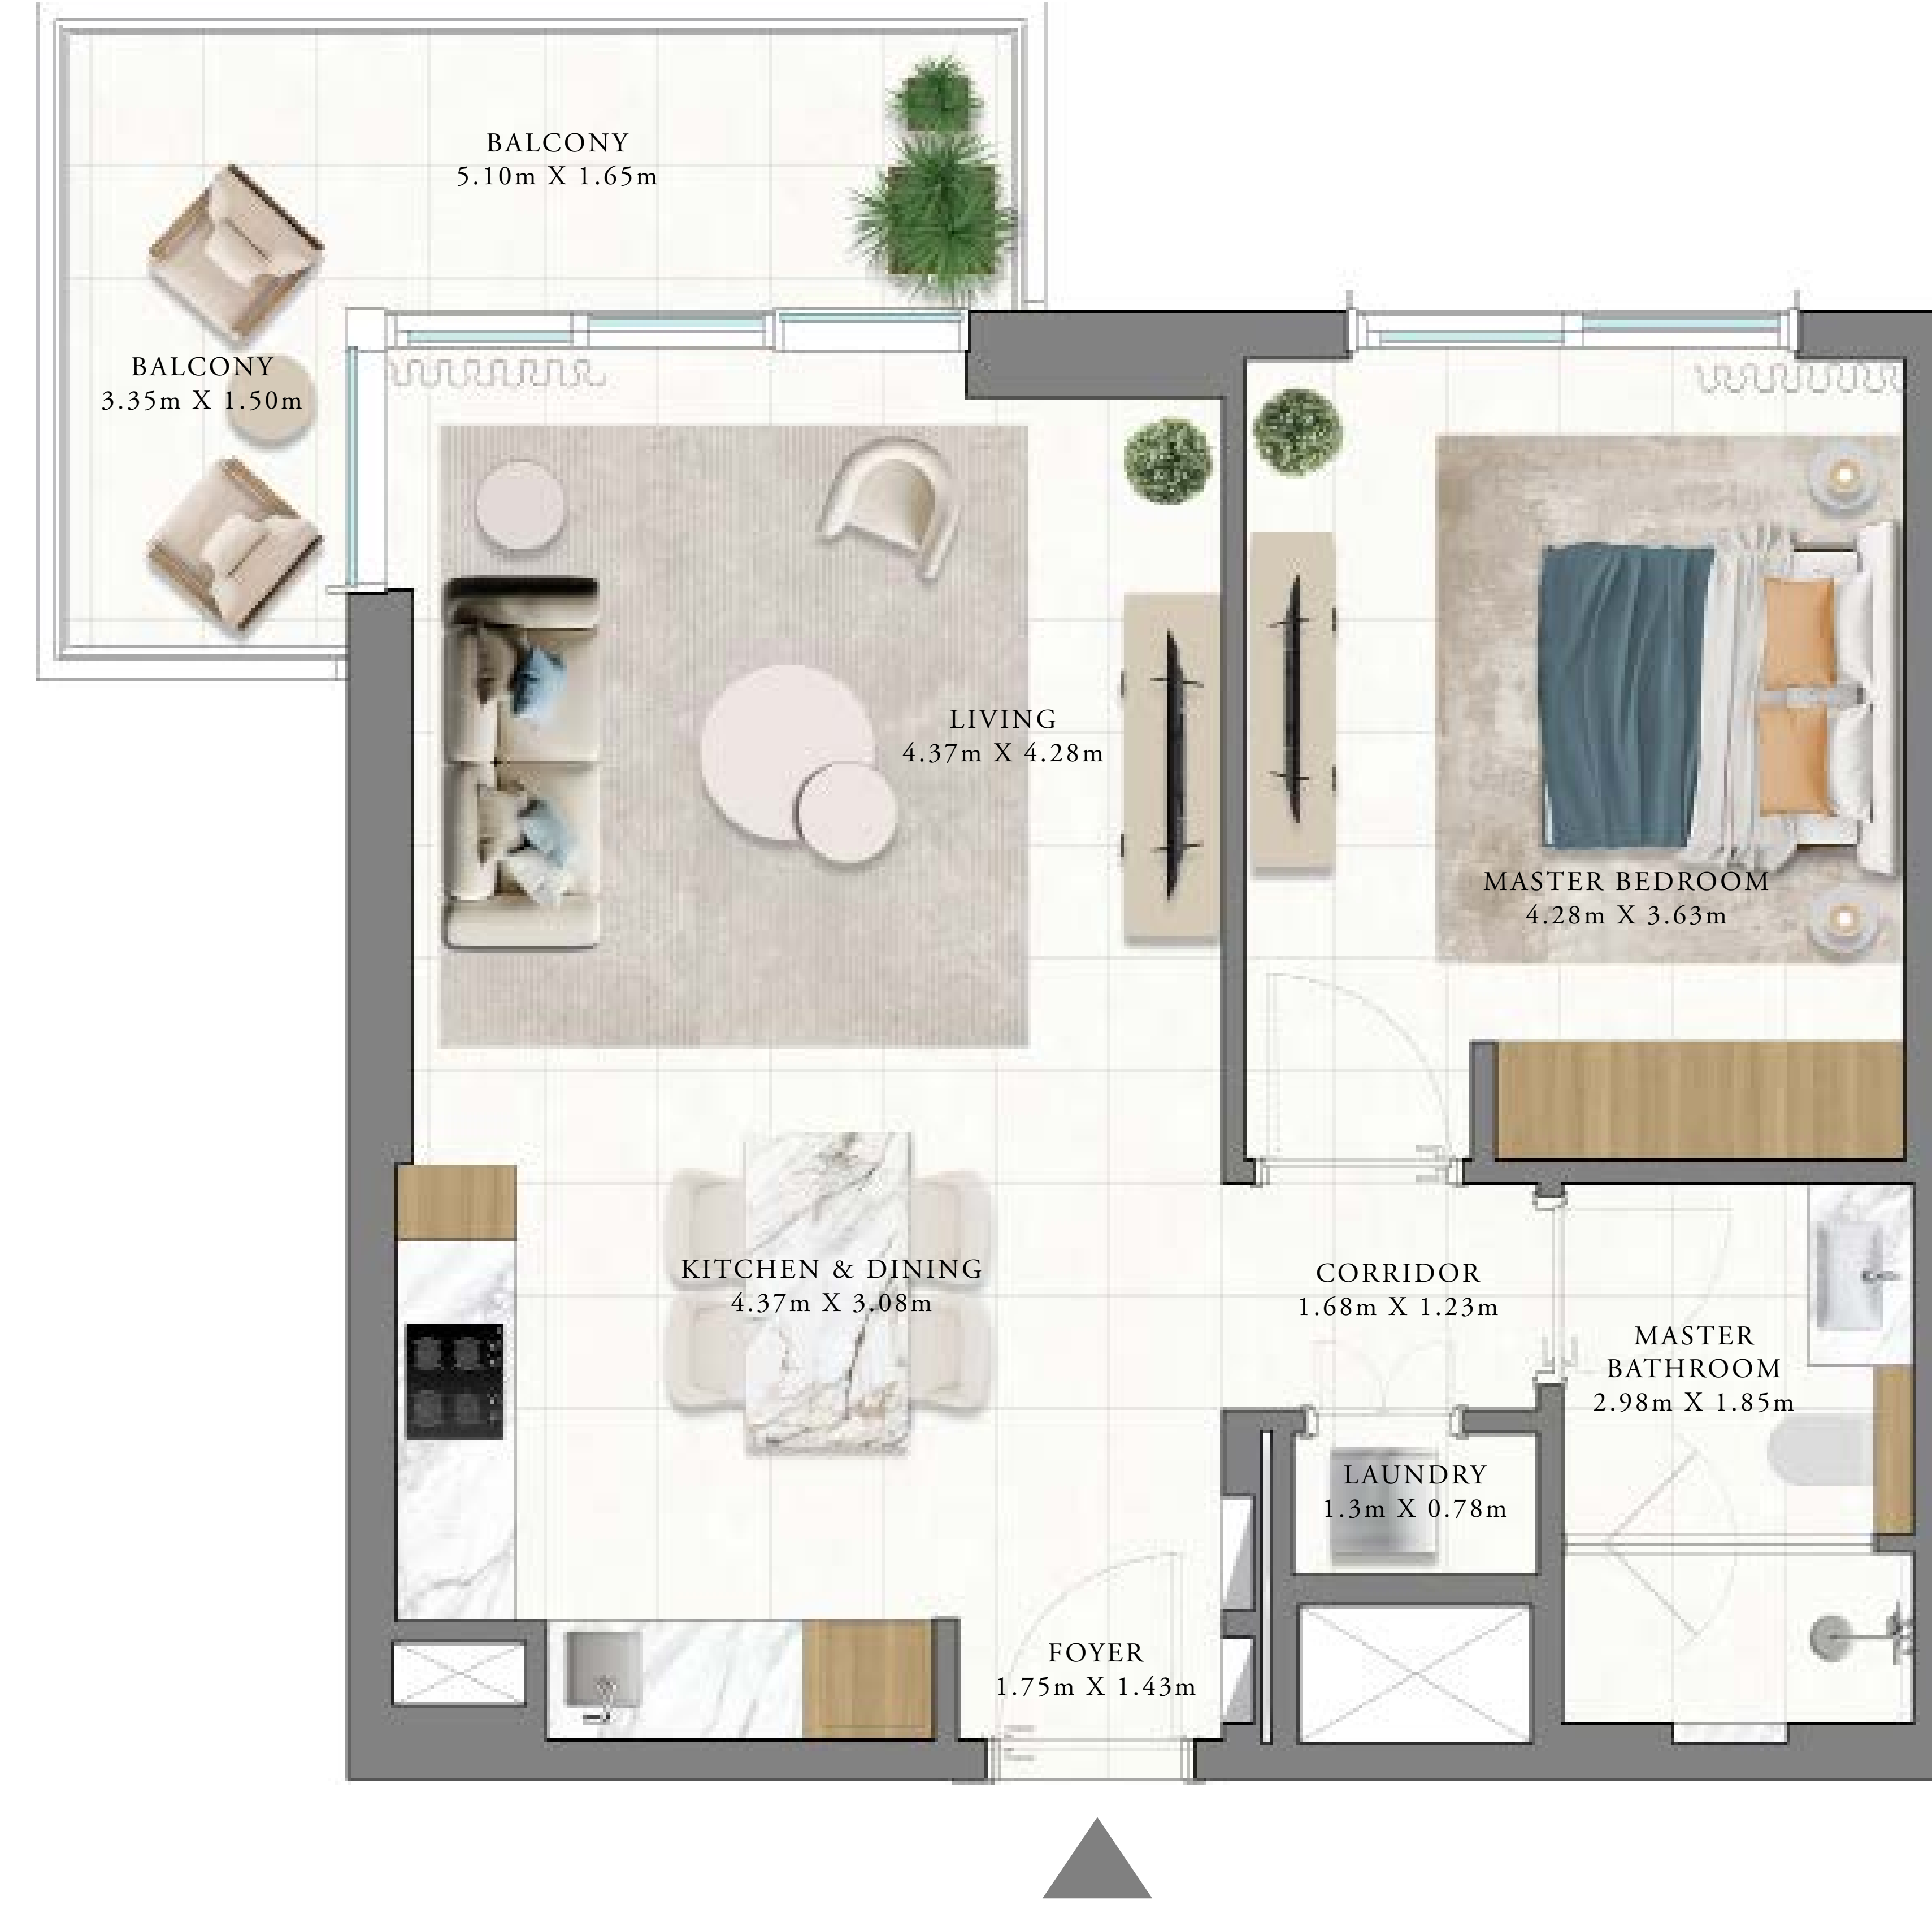 BALCONY
5.10m X 1.65m
BALCONY
3.35m X 1.50m
LIVING
4.37m X 4.28m
MASTER BEDROOM
4.28m X 3.63m
KITCHEN & DINING
4.37m X 3.08m
CORRIDOR
1.68m X 1.23m
MASTER
BATHROOM
2.98m X 1.85m
LAUNDRY
1.3m X 0.78m
FOYER
1.75m X 1.43m